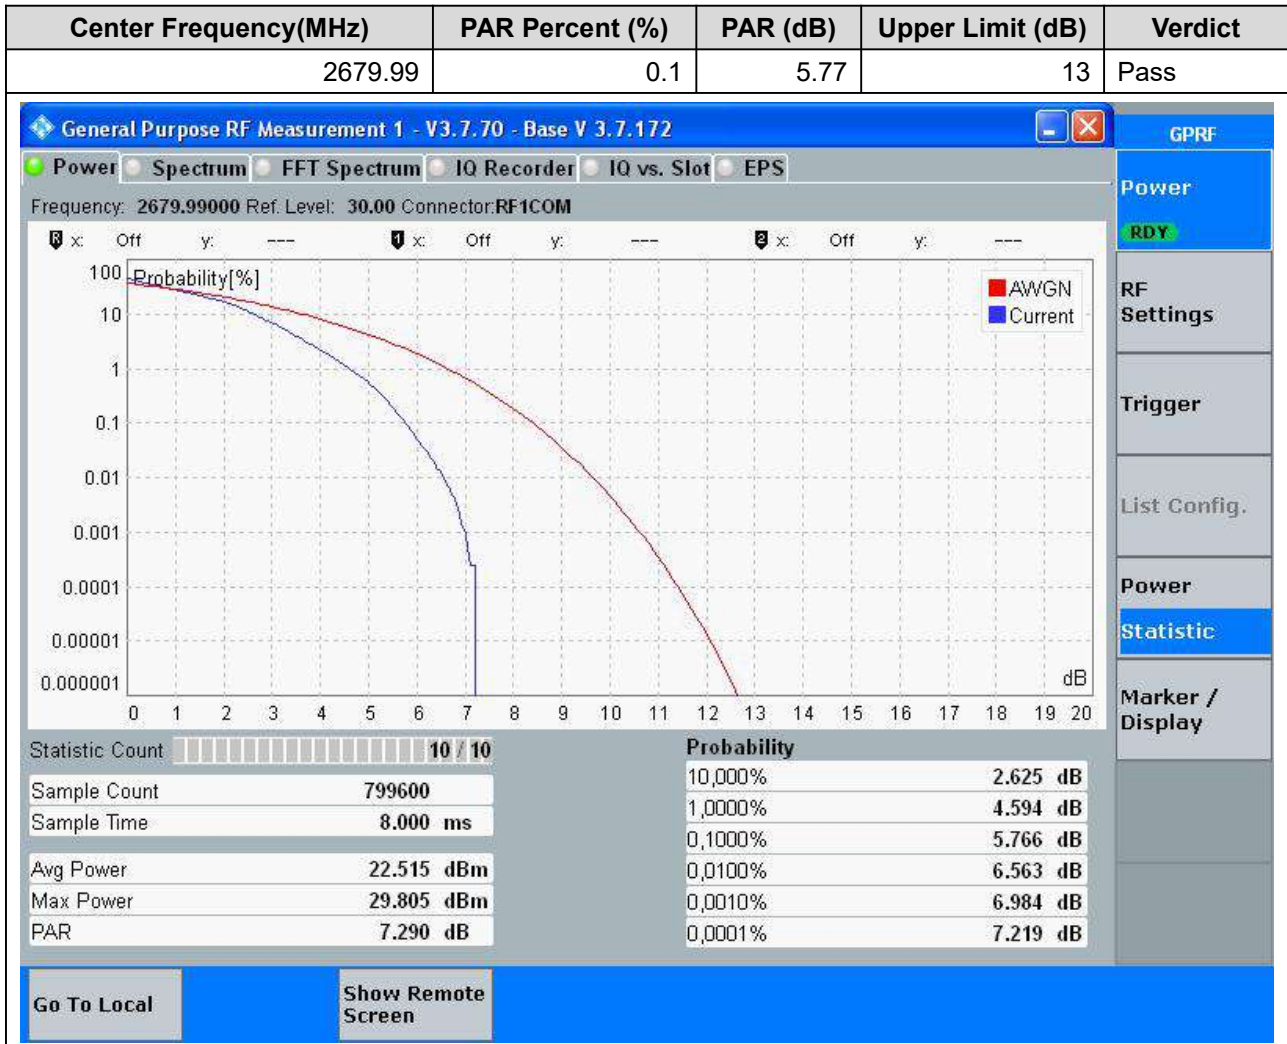 Center Frequency(MHz) PAR Percent (%) PAR (dB) Upper Limit (dB) Verdict
2679.99 0.1 5.77 13 Pass
General Purpose RF Measurement 1 - V3.7.70 - Base V 3.7.172
GPRF
Power Spectrum FFT Spectrum IQ Recorder IQ vs. Slot EPS
Frequency: 2679.99000 Ref. Level: 30.00 Connector:RF1COM
R x: Off y: --- 1 x: Off y: --- 2 x: Off y: ---
Probability[%]
AWGN
Current
100
10
1
0.1
0.01
0.001
0.0001
0.00001
0.000001
dB
0 1 2 3 4 5 6 7 8 9 10 11 12 13 14 15 16 17 18 19 20
Statistic Count 10 / 10
Sample Count 799600
Sample Time 8.000 ms
Avg Power 22.515 dBm
Max Power 29.805 dBm
PAR 7.290 dB
Probability
10,000% 2.625 dB
1,0000% 4.594 dB
0,1000% 5.766 dB
0,0100% 6.563 dB
0,0010% 6.984 dB
0,0001% 7.219 dB
Power
RDY
RF
Settings
Trigger
List Config.
Power
Statistic
Marker /
Display
Go To Local
Show Remote
Screen